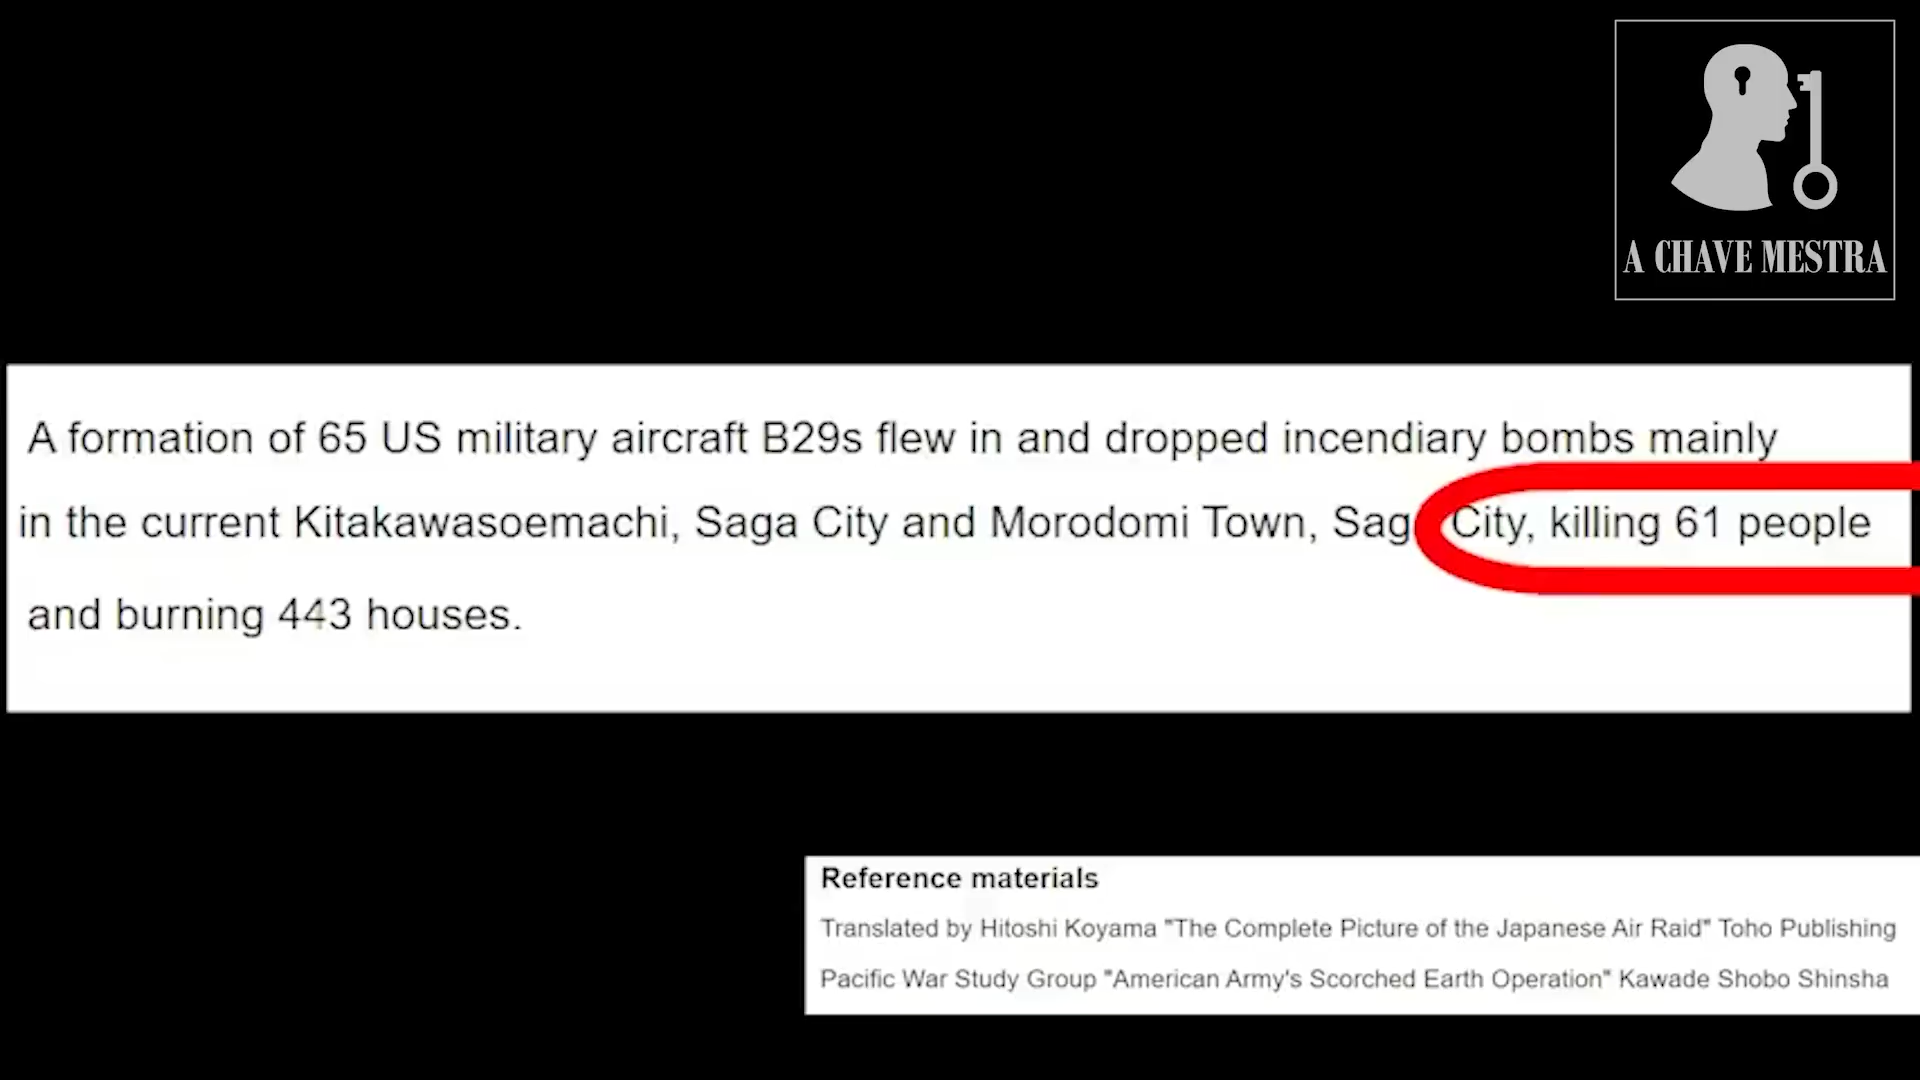 A CHAVE MESTRA
A formation of 65 US military aircraft B29s flew in and dropped incendiary bombs mainly
in the current Kitakawasoemachi, Saga City and Morodomi Town, Sag City, killing 61 people
and burning 443 houses.
Reference materials
Translated by Hitoshi Koyama "The Complete Picture of the Japanese Air Raid" Toho Publishing
Pacific War Study Group "American Army's Scorched Earth Operation" Kawade Shobo Shinsha